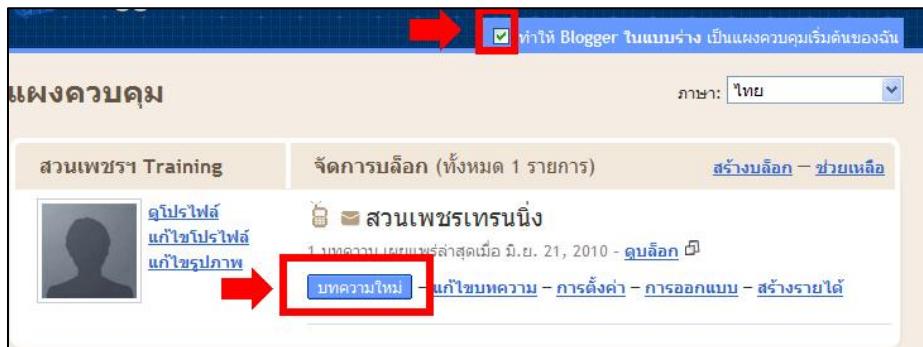 ทำให้ Blogger ในแบบร่าง เป็นแผงควบคุมเริ่มต้นของฉัน
แผงควบคุม
ภาษา: ไทย
สวนเพชรฯ Training
จัดการบล็อก (ทั้งหมด 1 รายการ)
สร้างบล็อก – ช่วยเหลือ
ดูโปรไฟล์
แก้ไขโปรไฟล์
แก้ไขรูปภาพ
สวนเพชรเทรนนิ่ง
1 บทความ เผยแพร่ล่าสุดเมื่อ มิ.ย. 21, 2010 - ดูบล็อก
บทความใหม่ – แก้ไขบทความ – การตั้งค่า – การออกแบบ – สร้างรายได้